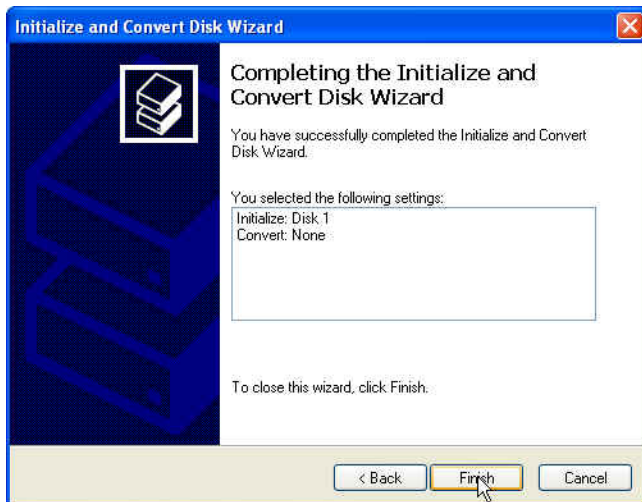 Initialize and Convert Disk Wizard
Completing the Initialize and
Convert Disk Wizard
You have successfully completed the Initialize and Convert
Disk Wizard.
You selected the following settings:
Initialize: Disk 1
Convert: None
To close this wizard, click Finish.
< Back Finish Cancel